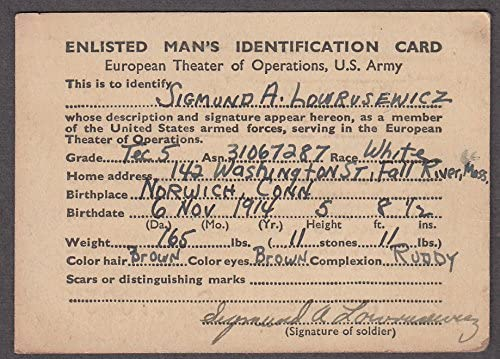 ENLISTED MAN'S IDENTIFICATION CARD
European Theater of Operations, U.S. Army
This is to identify SIGMUND A. LOWRUSEWICZ
whose description and signature appear hereon, as a member
of the United States armed forces, serving in the European
Theater of Operations.
Grade Tec 5 Asn. 31067287 Race White
Home address 142 Washington St, Fall River, Mass.
Birthplace NORWICH CONN
Birthdate 6 NOV 1914 5 8 1/2
(Da.) (Mo.) (Yr.) Height ft. ins.
Weight 165 lbs. (11 stones 11 lbs.)
Color hair BROWN Color eyes BROWN Complexion RUDDY
Scars or distinguishing marks
Sigmund A Lowrusewicz
(Signature of soldier)